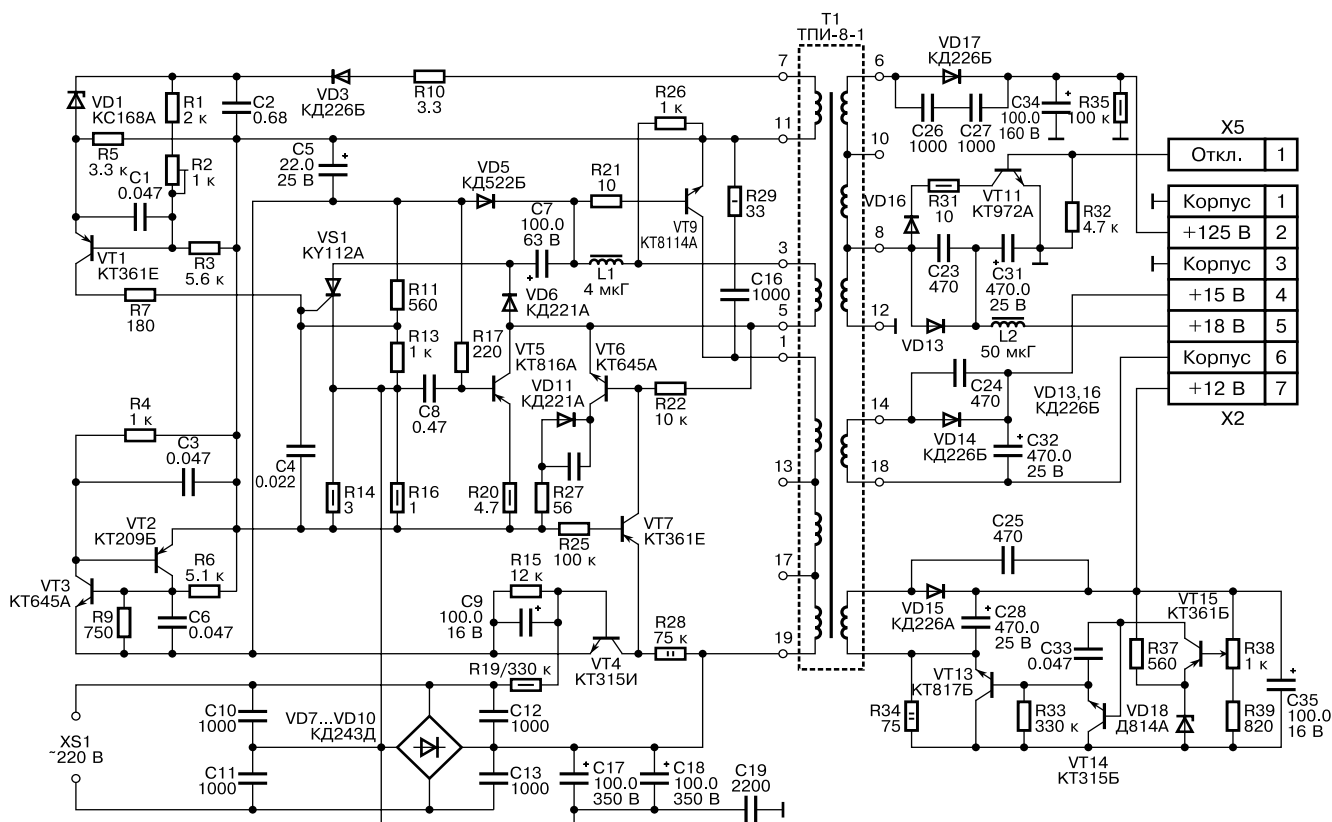 T1
ТПИ-8-1
7
6
VD17
КД226Б
VD1
КС168А
R1
2 к
C2
0.68
VD3
КД226Б
R10
3.3
R26
1 к
C26
1000
C27
1000
C34
100.0
160 В
R35
100 к
11
10
X5
Откл.
1
R5
3.3 к
R2
1 к
C1
0.047
C5
22.0
25 В
VD5
КД522Б
R21
10
VT9
КТ8114А
R29
33
VD16
R31
10
VT11
КТ972А
R32
4.7 к
Корпус
1
+125 В
2
Корпус
3
+15 В
4
+18 В
5
Корпус
6
+12 В
7
X2
VT1
КТ361Е
R3
5.6 к
VS1
KY112A
C7
100.0
63 В
L1
4 мкГ
3
8
C23
470
C31
470.0
25 В
R7
180
R11
560
VD6
КД221А
C16
1000
5
12
VD13
L2
50 мкГ
R13
1 к
R17
220
VT5
КТ816А
VT6
КТ645А
1
C24
470
VD13,16
КД226Б
VD11
КД221А
R22
10 к
C8
0.47
14
VD14
КД226Б
C32
470.0
25 В
R4
1 к
C3
0.047
C4
0.022
R14
3
R16
1
R20
4.7
R27
56
13
18
VT2
КТ209Б
R25
100 к
VT7
КТ361Е
C25
470
VT3
КТ645А
R6
5.1 к
R15
12 к
17
R9
750
C6
0.047
C9
100.0
16 В
VT4
КТ315И
R28
75 к
19
VD15
КД226А
C28
470.0
25 В
C33
0.047
R37
560
VT15
КТ361Б
R38
1 к
R19/330 к
XS1
~220 В
C10
1000
C11
1000
VD7...VD10
КД243Д
C12
1000
C13
1000
C17
100.0
350 В
C18
100.0
350 В
C19
2200
R34
75
VT13
КТ817Б
R33
330 к
VT14
КТ315Б
VD18
Д814А
R39
820
C35
100.0
16 В